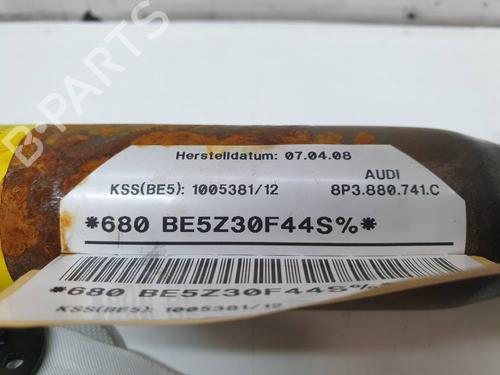 Herstelldatum: 07.04.08
AUDI
KSS(BE5): 1005381/12 8P3.880.741.C
*680 BE5Z30F44S%*
*680 BE5Z30F44S%*
KSS(BE5): 1005381/12
B-PARTS